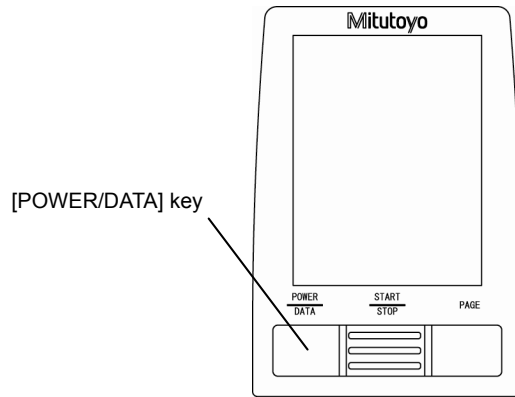 Mitutoyo
[POWER/DATA] key
POWER
DATA
START
STOP
PAGE